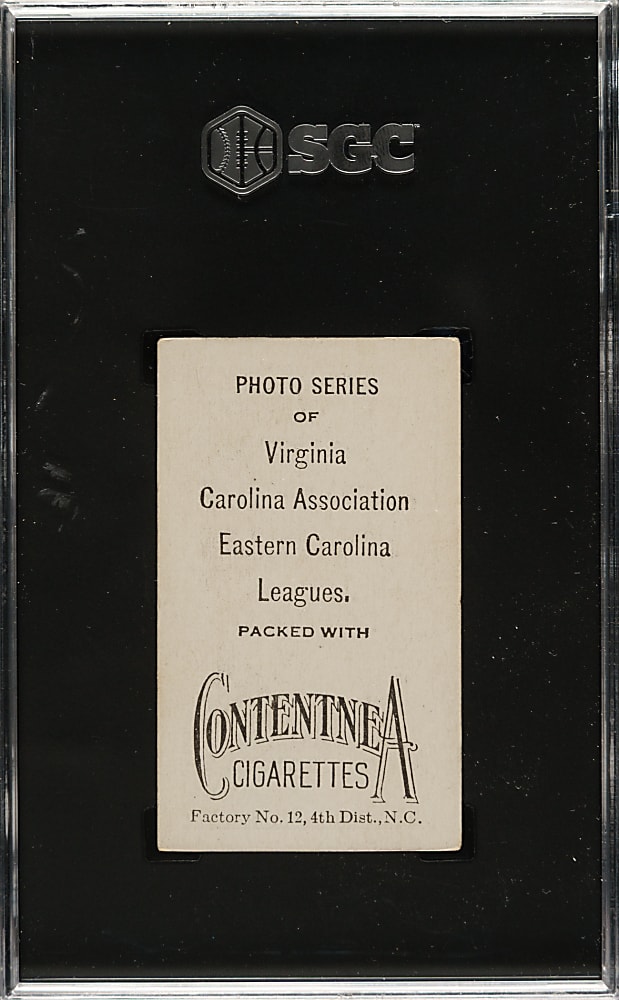 SGC
PHOTO SERIES
OF
Virginia
Carolina Association
Eastern Carolina
Leagues.
PACKED WITH
CONTENTNEA
CIGARETTES
Factory No. 12, 4th Dist., N.C.